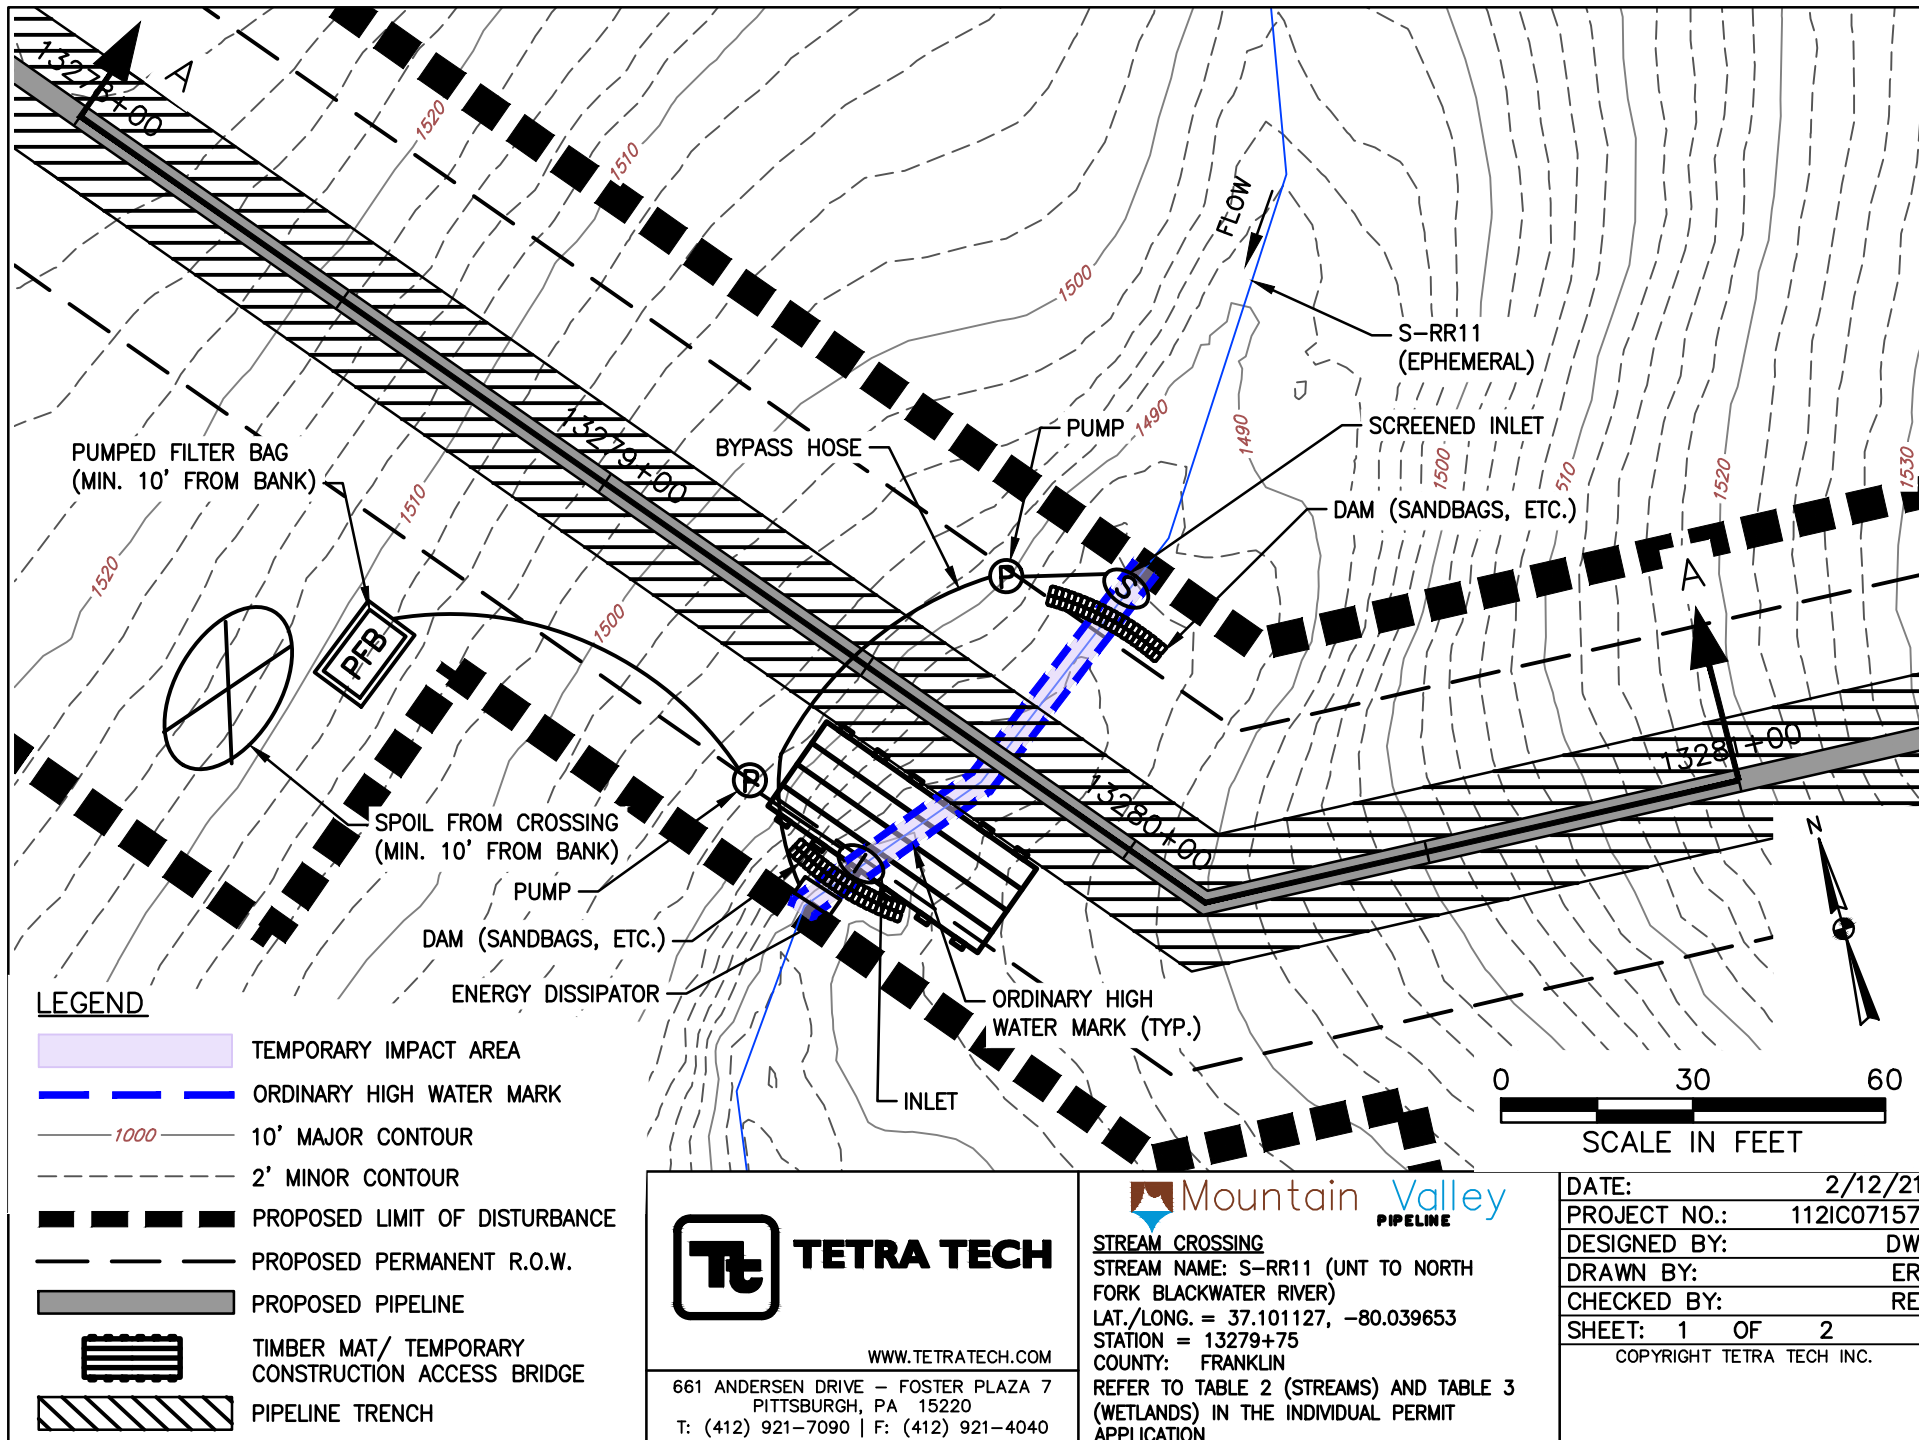 13278+00
A
1520
1510
FLOW
1500
S-RR11
(EPHEMERAL)
1490
1490
PUMP
SCREENED INLET
BYPASS HOSE
13279+00
PUMPED FILTER BAG
(MIN. 10' FROM BANK)
1510
1500
510
1520
1530
DAM (SANDBAGS, ETC.)
1520
P
S
A
1500
PFB
13281+00
P
13280+00
SPOIL FROM CROSSING
(MIN. 10' FROM BANK)
I
N
PUMP
DAM (SANDBAGS, ETC.)
ENERGY DISSIPATOR
ORDINARY HIGH
WATER MARK (TYP.)
INLET
LEGEND
TEMPORARY IMPACT AREA
ORDINARY HIGH WATER MARK
1000
10' MAJOR CONTOUR
2' MINOR CONTOUR
PROPOSED LIMIT OF DISTURBANCE
PROPOSED PERMANENT R.O.W.
PROPOSED PIPELINE
TIMBER MAT/ TEMPORARY
CONSTRUCTION ACCESS BRIDGE
PIPELINE TRENCH
0 30 60
SCALE IN FEET
Tt
TETRA TECH
WWW.TETRATECH.COM
661 ANDERSEN DRIVE – FOSTER PLAZA 7
PITTSBURGH, PA 15220
T: (412) 921-7090 | F: (412) 921-4040
Mountain Valley
PIPELINE
STREAM CROSSING
STREAM NAME: S-RR11 (UNT TO NORTH
FORK BLACKWATER RIVER)
LAT./LONG. = 37.101127, -80.039653
STATION = 13279+75
COUNTY: FRANKLIN
REFER TO TABLE 2 (STREAMS) AND TABLE 3
(WETLANDS) IN THE INDIVIDUAL PERMIT
APPLICATION
DATE: 2/12/21
PROJECT NO.: 112IC07157
DESIGNED BY: DW
DRAWN BY: ER
CHECKED BY: RE
SHEET: 1 OF 2
COPYRIGHT TETRA TECH INC.